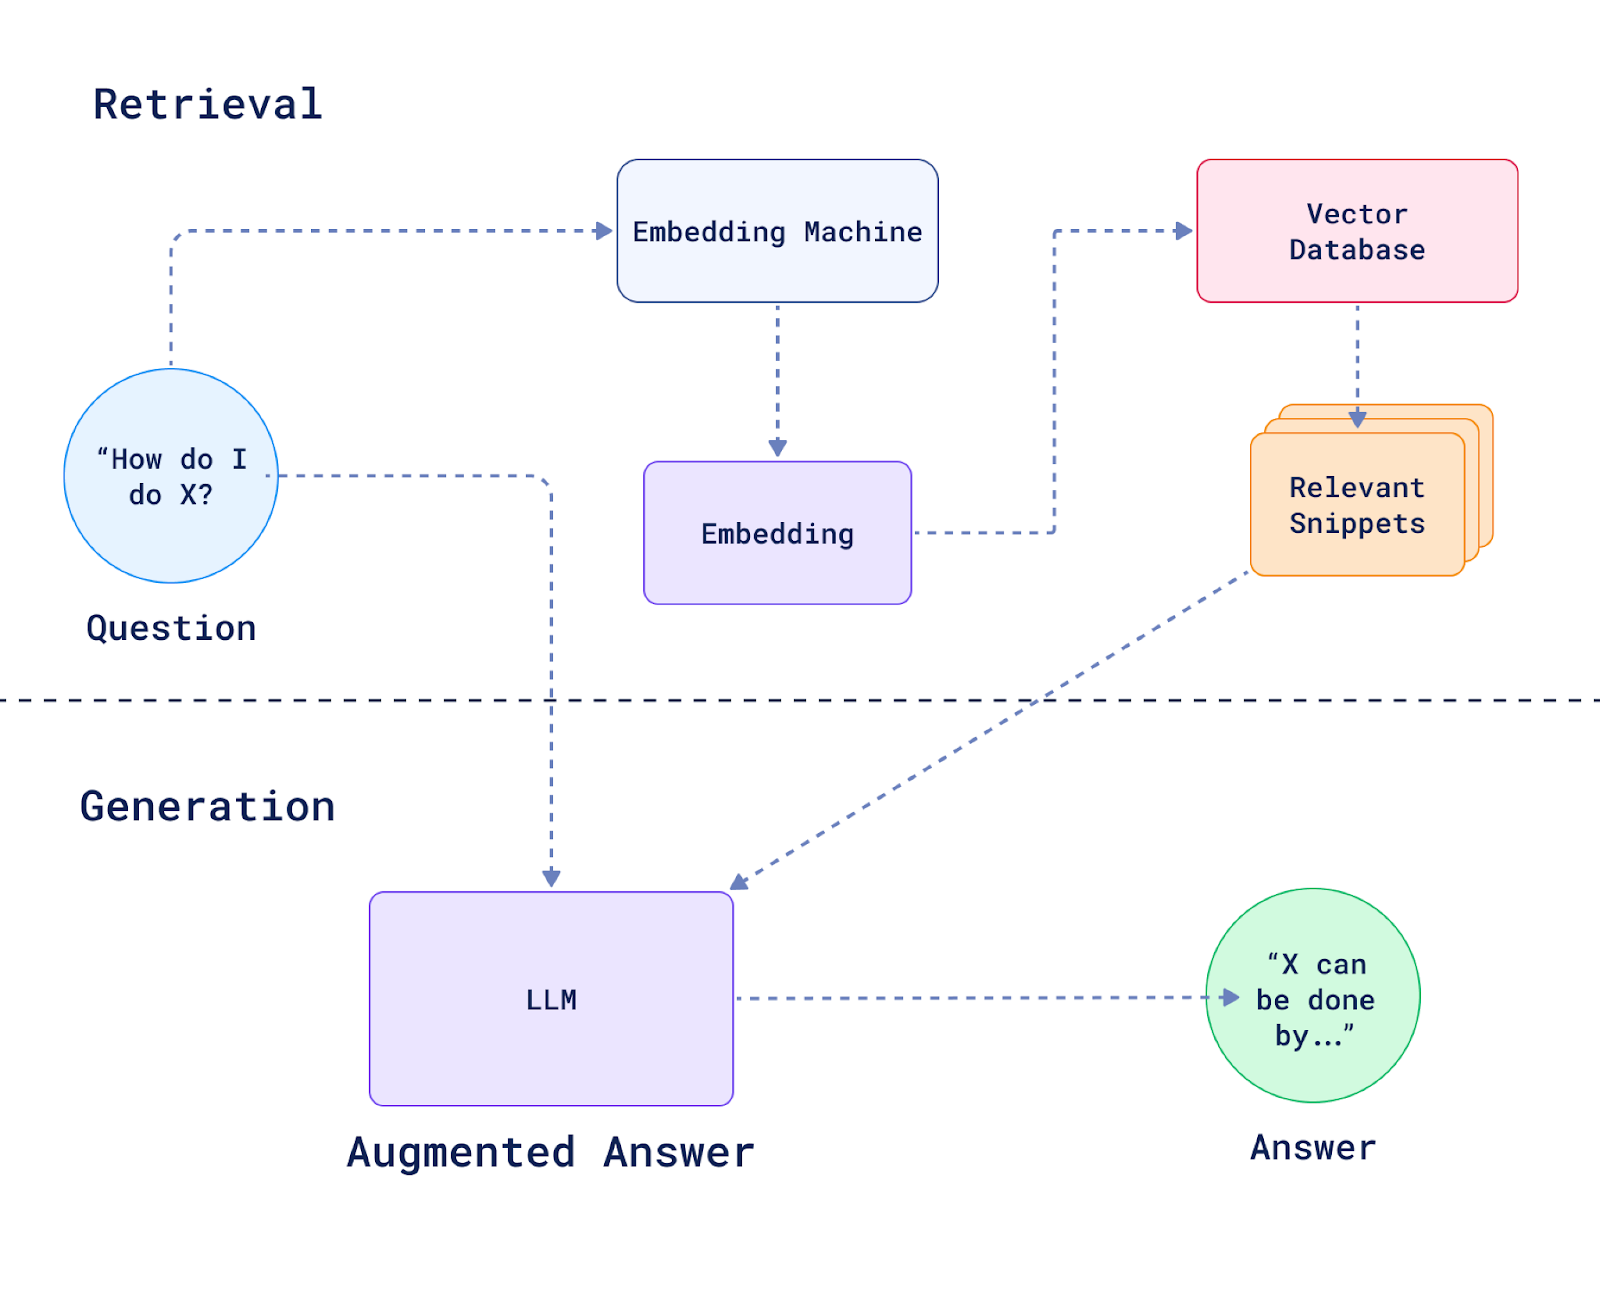 Retrieval
Embedding Machine
Vector
Database
“How do I
do X?
Question
Embedding
Relevant
Snippets
Generation
LLM
Augmented Answer
“X can
be done
by...”
Answer